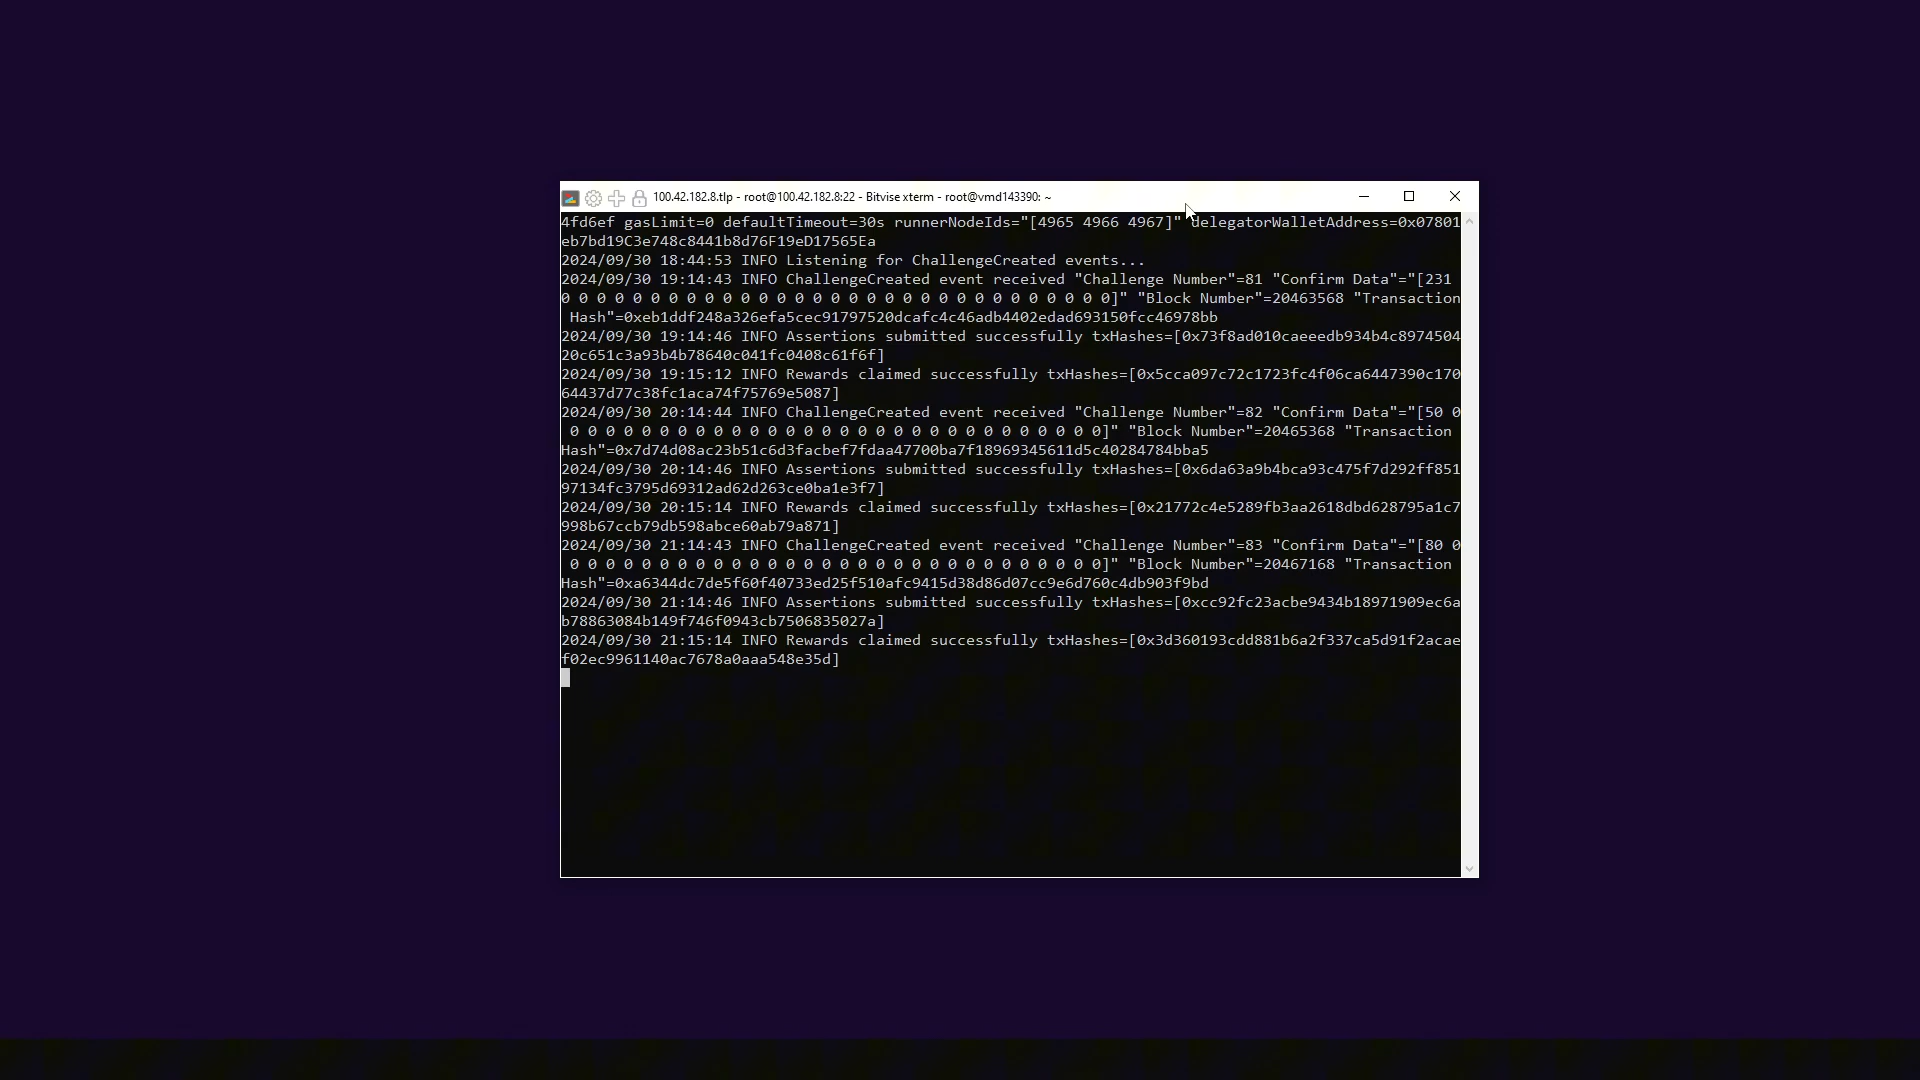 100.42.182.8.tlp - root@100.42.182.8:22 - Bitvise xterm - root@vmd143390: ~
4fd6ef gasLimit=0 defaultTimeout=30s runnerNodeIds="[4965 4966 4967]" delegatorWalletAddress=0x07801
eb7bd19C3e748c8441b8d76F19eD17565Ea
2024/09/30 18:44:53 INFO Listening for ChallengeCreated events...
2024/09/30 19:14:43 INFO ChallengeCreated event received "Challenge Number"=81 "Confirm Data"="[231
0 0 0 0 0 0 0 0 0 0 0 0 0 0 0 0 0 0 0 0 0 0 0 0 0 0 0 0 0 0 0]" "Block Number"=20463568 "Transaction
Hash"=0xeb1ddf248a326efa5cec91797520dcafc4c46adb4402edad693150fcc46978bb
2024/09/30 19:14:46 INFO Assertions submitted successfully txHashes=[0x73f8ad010caeeedb934b4c8974504
20c651c3a93b4b78640c041fc0408c61f6f]
2024/09/30 19:15:12 INFO Rewards claimed successfully txHashes=[0x5cca097c72c1723fc4f06ca6447390c170
64437d77c38fc1aca74f75769e5087]
2024/09/30 20:14:44 INFO ChallengeCreated event received "Challenge Number"=82 "Confirm Data"="[50 0
0 0 0 0 0 0 0 0 0 0 0 0 0 0 0 0 0 0 0 0 0 0 0 0 0 0 0 0 0 0]" "Block Number"=20465368 "Transaction
Hash"=0x7d74d08ac23b51c6d3facbef7fdaa47700ba7f18969345611d5c40284784bba5
2024/09/30 20:14:46 INFO Assertions submitted successfully txHashes=[0x6da63a9b4bca93c475f7d292ff851
97134fc3795d69312ad62d263ce0ba1e3f7]
2024/09/30 20:15:14 INFO Rewards claimed successfully txHashes=[0x21772c4e5289fb3aa2618dbd628795a1c7
998b67ccb79db598abce60ab79a871]
2024/09/30 21:14:43 INFO ChallengeCreated event received "Challenge Number"=83 "Confirm Data"="[80 0
0 0 0 0 0 0 0 0 0 0 0 0 0 0 0 0 0 0 0 0 0 0 0 0 0 0 0 0 0 0]" "Block Number"=20467168 "Transaction
Hash"=0xa6344dc7de5f60f40733ed25f510afc9415d38d86d07cc9e6d760c4db903f9bd
2024/09/30 21:14:46 INFO Assertions submitted successfully txHashes=[0xcc92fc23acbe9434b18971909ec6a
b78863084b149f746f0943cb7506835027a]
2024/09/30 21:15:14 INFO Rewards claimed successfully txHashes=[0x3d360193cdd881b6a2f337ca5d91f2acae
f02ec9961140ac7678a0aaa548e35d]